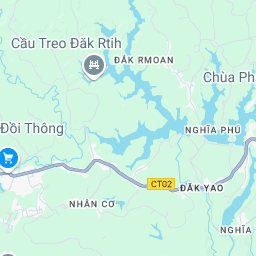 Cầu Treo Đăk Rtih
ĐĂK RMOAN
Chùa Ph
NGHĨA PHÚ
Đồi Thông
CT02
ĐĂK YAO
NHÂN CƠ
NGHĨA